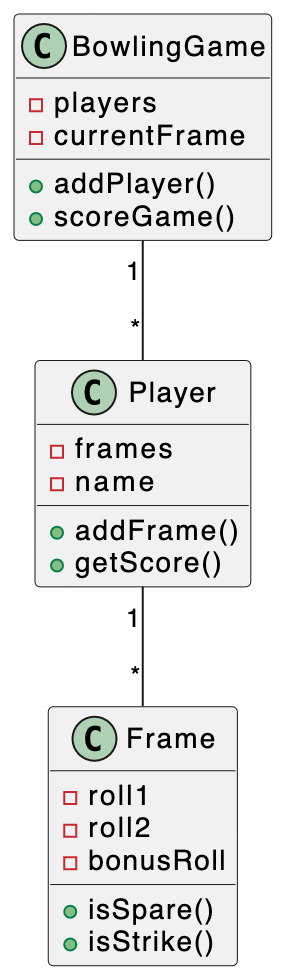 C BowlingGame
players
currentFrame
addPlayer()
scoreGame()
1
*
C Player
frames
name
addFrame()
getScore()
1
*
C Frame
roll1
roll2
bonusRoll
isSpare()
isStrike()